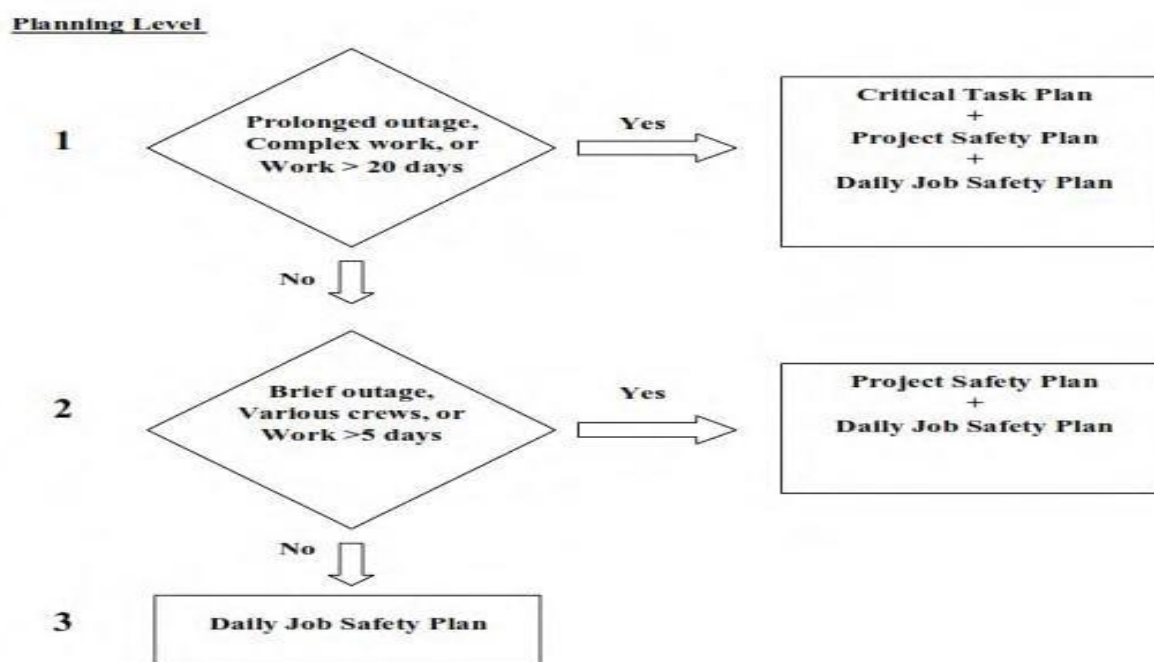 Planning Level
1
Prolonged outage,
Complex work, or
Work > 20 days
Yes
Critical Task Plan
+
Project Safety Plan
+
Daily Job Safety Plan
No
2
Brief outage,
Various crews, or
Work >5 days
Yes
Project Safety Plan
+
Daily Job Safety Plan
No
3
Daily Job Safety Plan